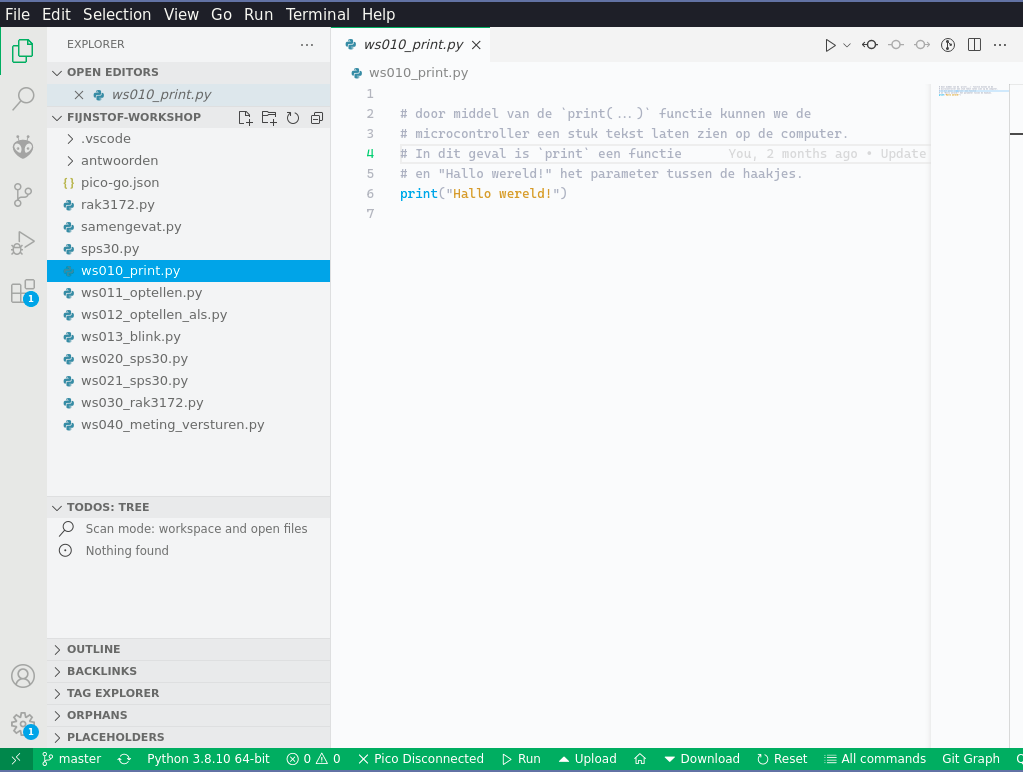 File Edit Selection View Go Run Terminal Help
EXPLORER
OPEN EDITORS
ws010_print.py
FIJNSTOF-WORKSHOP
.vscode
antwoorden
{} pico-go.json
rak3172.py
samengevat.py
sps30.py
ws010_print.py
ws011_optellen.py
ws012_optellen_als.py
ws013_blink.py
ws020_sps30.py
ws021_sps30.py
ws030_rak3172.py
ws040_meting_versturen.py
TODOS: TREE
Scan mode: workspace and open files
Nothing found
OUTLINE
BACKLINKS
TAG EXPLORER
ORPHANS
PLACEHOLDERS
1
1
ws010_print.py
ws010_print.py
1
2 # door middel van de `print(...)` functie kunnen we de
3 # microcontroller een stuk tekst laten zien op de computer.
4 # In dit geval is `print` een functie You, 2 months ago • Update
5 # en "Hallo wereld!" het parameter tussen de haakjes.
6 print("Hallo wereld!")
7
master Python 3.8.10 64-bit 0 0 Pico Disconnected Run Upload Download Reset All commands Git Graph